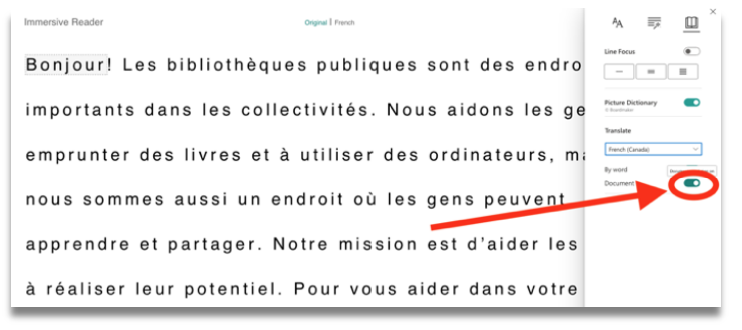 Immersive Reader
Original | French
Bonjour! Les bibliothèques publiques sont des endro
importants dans les collectivités. Nous aidons les ge
emprunter des livres et à utiliser des ordinateurs, ma
nous sommes aussi un endroit où les gens peuvent
apprendre et partager. Notre mission est d'aider les
à réaliser leur potentiel. Pour vous aider dans votre
Line Focus
Picture Dictionary
© Boardmaker
Translate
French (Canada)
By word
Document